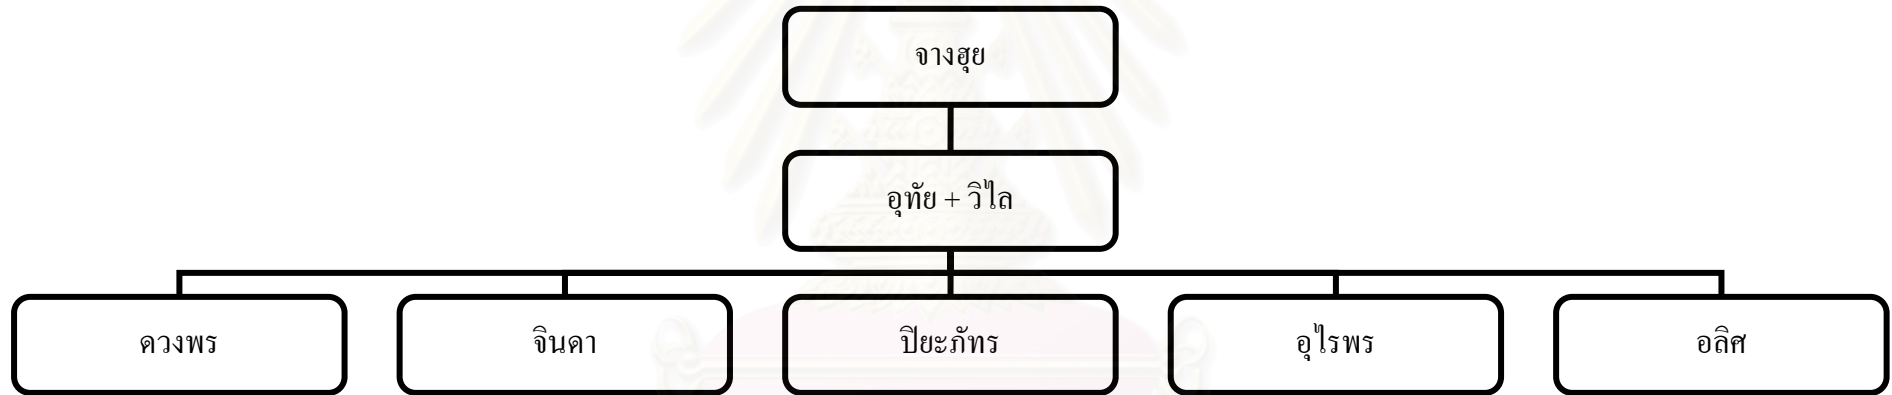 จางฮุย
อุทัย + วิไล
ดวงพร
จินดา
ปิยะภัทร
อุไรพร
อลิศ